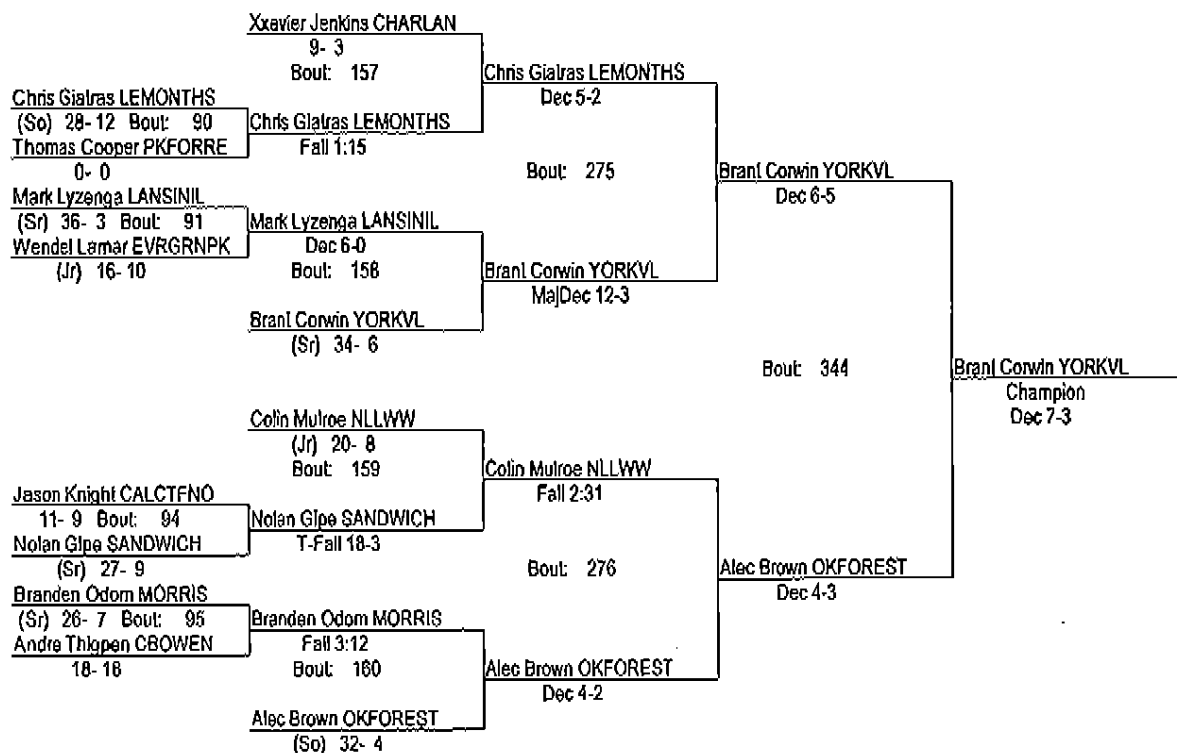 Xxavier Jenkins CHARLAN
9- 3
Bout: 157
Chris Giatras LEMONTHS
Dec 5-2
Chris Giatras LEMONTHS
(So) 28- 12 Bout: 90
Chris Giatras LEMONTHS
Thomas Cooper PKFORRE
Fall 1:15
0- 0
Bout: 275
Brant Corwin YORKVL
Dec 6-5
Mark Lyzenga LANSINIL
(Sr) 36- 3 Bout: 91
Mark Lyzenga LANSINIL
Wendel Lamar EVRGRNPK
Dec 6-0
(Jr) 16- 10
Bout: 158
Brant Corwin YORKVL
MajDec 12-3
Brant Corwin YORKVL
(Sr) 34- 6
Bout: 344
Brant Corwin YORKVL
Champion
Dec 7-3
Colin Mulroe NLLWW
(Jr) 20- 8
Bout: 159
Colin Mulroe NLLWW
Fall 2:31
Jason Knight CALCTFNO
11- 9 Bout: 94
Nolan Gipe SANDWICH
Nolan Gipe SANDWICH
T-Fall 18-3
(Sr) 27- 9
Bout: 276
Alec Brown OKFOREST
Dec 4-3
Branden Odom MORRIS
(Sr) 26- 7 Bout: 95
Branden Odom MORRIS
Andre Thigpen CBOWEN
Fall 3:12
18- 16
Bout: 160
Alec Brown OKFOREST
Dec 4-2
Alec Brown OKFOREST
(So) 32- 4